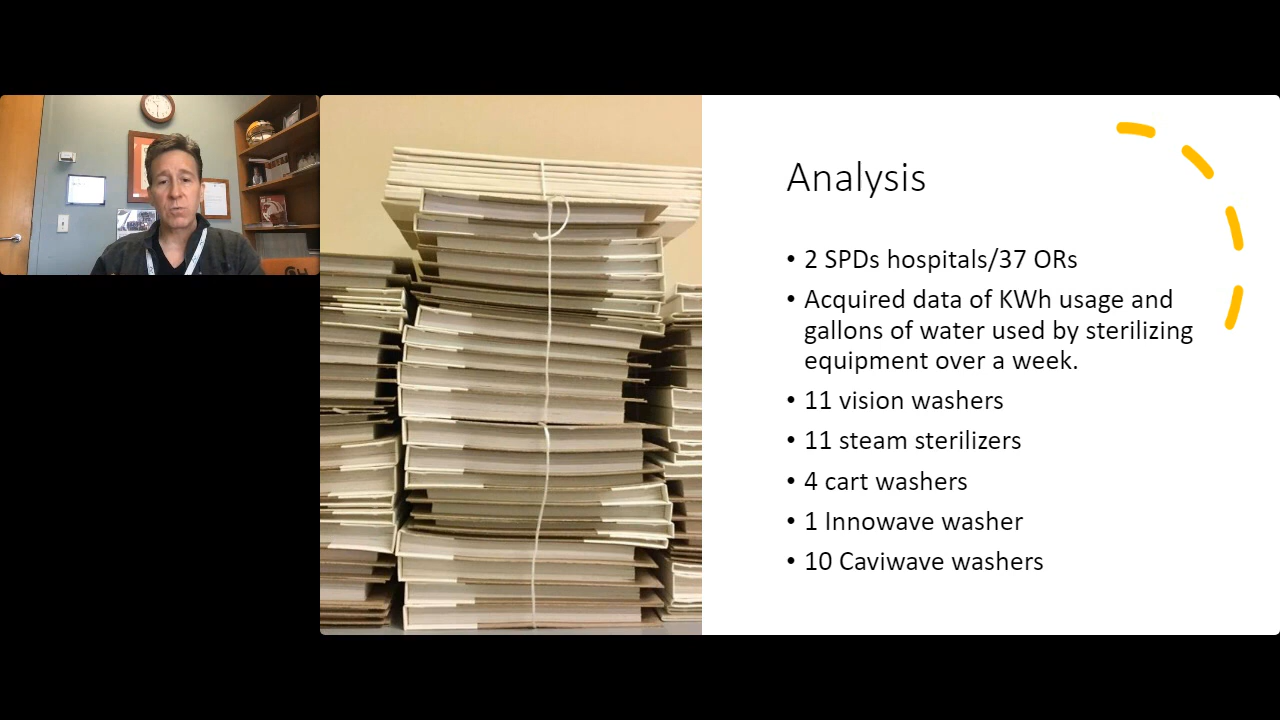 Analysis
• 2 SPDs hospitals/37 ORs
• Acquired data of KWh usage and
gallons of water used by sterilizing
equipment over a week.
• 11 vision washers
• 11 steam sterilizers
• 4 cart washers
• 1 Innowave washer
• 10 Caviwave washers